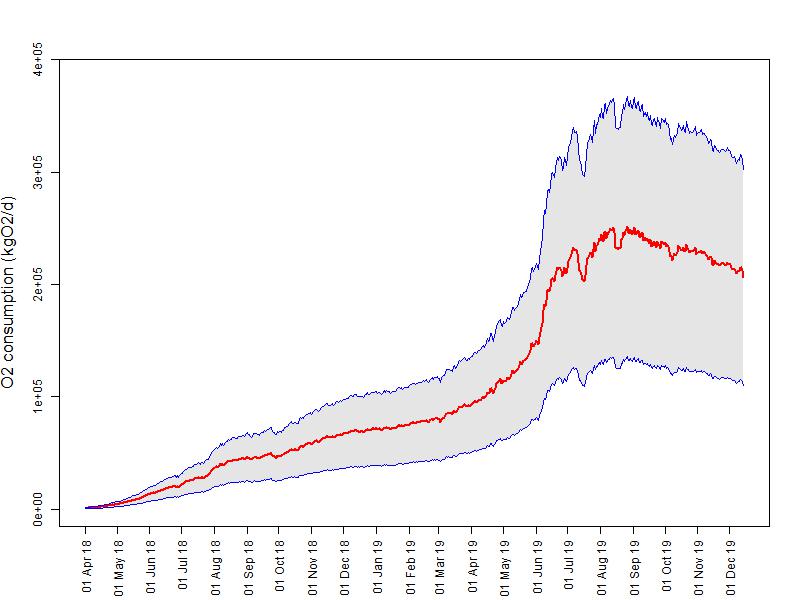 O2 consumption (kgO2/d)
4e+05
3e+05
2e+05
1e+05
0e+00
01 Apr 18
01 May 18
01 Jun 18
01 Jul 18
01 Aug 18
01 Sep 18
01 Oct 18
01 Nov 18
01 Dec 18
01 Jan 19
01 Feb 19
01 Mar 19
01 Apr 19
01 May 19
01 Jun 19
01 Jul 19
01 Aug 19
01 Sep 19
01 Oct 19
01 Nov 19
01 Dec 19